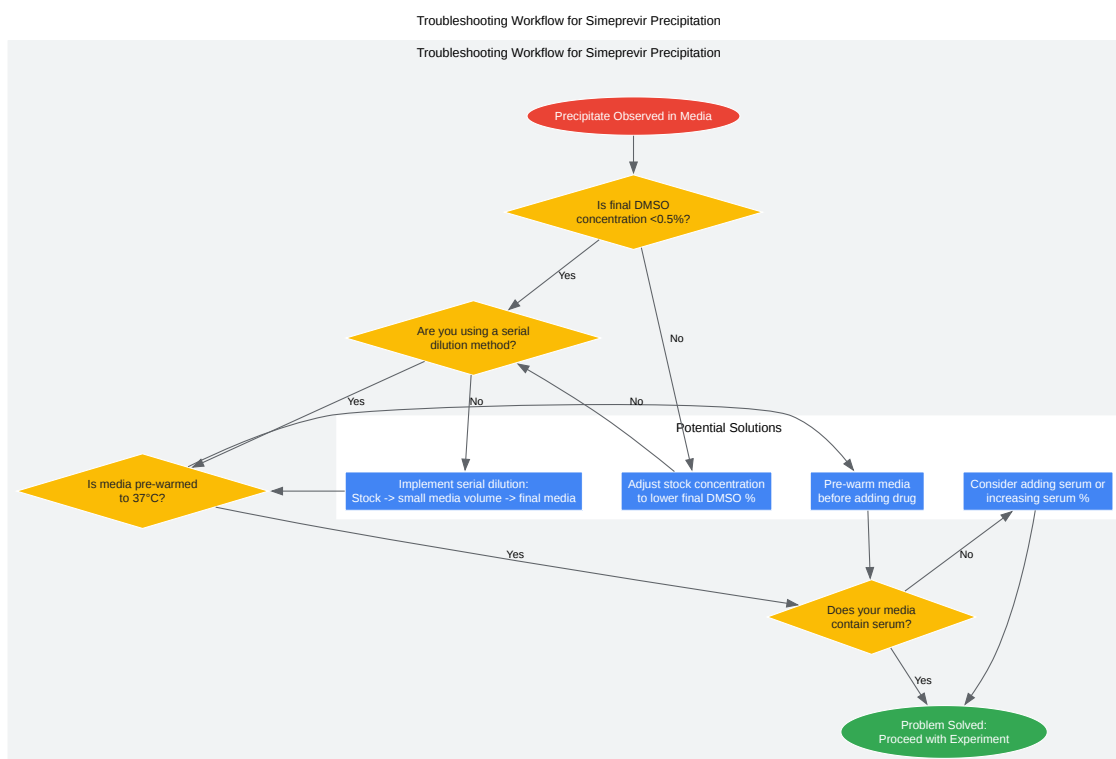 Troubleshooting Workflow for Simeprevir Precipitation
Troubleshooting Workflow for Simeprevir Precipitation
Precipitate Observed in Media
Is final DMSO
concentration <0.5%?
Yes
Are you using a serial
dilution method?
No
Yes
No
No
Potential Solutions
Is media pre-warmed
to 37°C?
Implement serial dilution:
Stock -> small media volume -> final media
Adjust stock concentration
to lower final DMSO %
Pre-warm media
before adding drug
Consider adding serum or
increasing serum %
Yes
No
Does your media
contain serum?
Yes
Problem Solved:
Proceed with Experiment